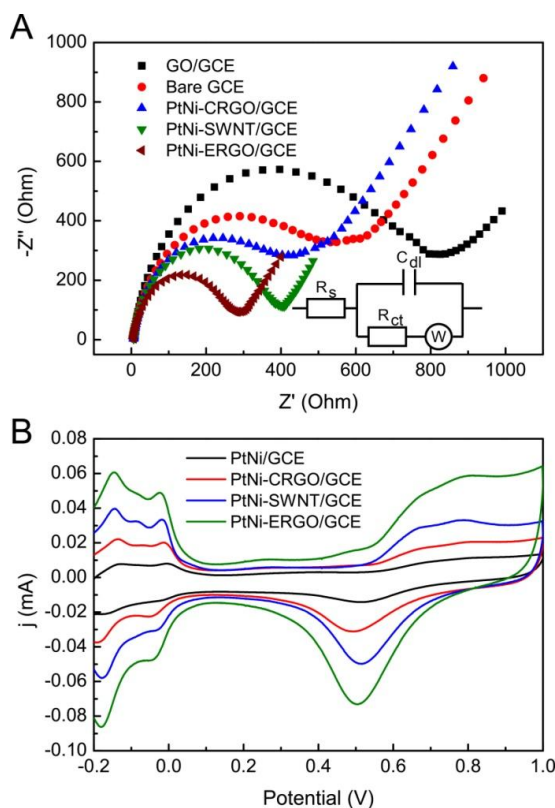 A
-Z'' (Ohm)
1000
800
600
400
200
0
GO/GCE
Bare GCE
PtNi-CRGO/GCE
PtNi-SWNT/GCE
PtNi-ERGO/GCE
Rs
Cdl
Rct
W
0 200 400 600 800 1000
Z' (Ohm)
B
j (mA)
0.08
0.06
0.04
0.02
0.00
-0.02
-0.04
-0.06
-0.08
-0.10
PtNi/GCE
PtNi-CRGO/GCE
PtNi-SWNT/GCE
PtNi-ERGO/GCE
-0.2 0.0 0.2 0.4 0.6 0.8 1.0
Potential (V)